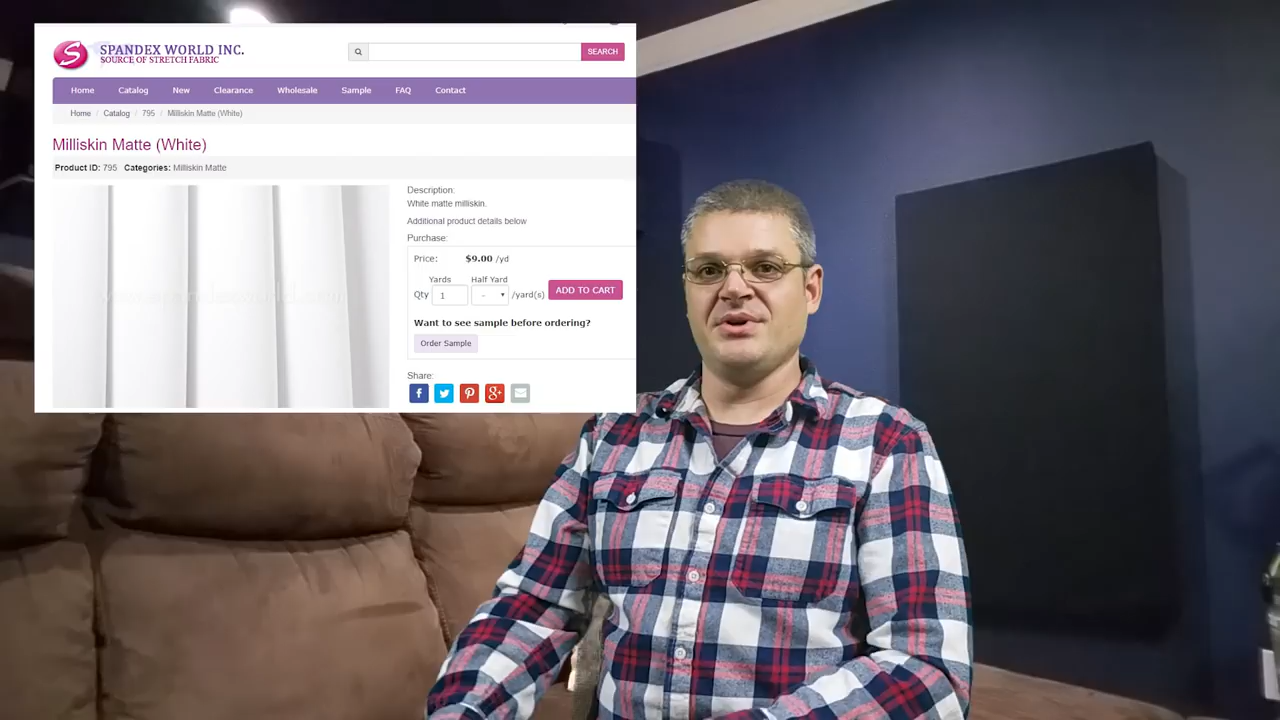 SPANDEX WORLD INC.
SOURCE OF STRETCH FABRIC
SEARCH
Home Catalog New Clearance Wholesale Sample FAQ Contact
Home / Catalog / 795 / Milliskin Matte (White)
Milliskin Matte (White)
Product ID: 795 Categories: Milliskin Matte
Description:
White matte milliskin.
Additional product details below
Purchase:
Price: $9.00 /yd
Yards Half Yard
Qty 1 - /yard(s) ADD TO CART
Want to see sample before ordering?
Order Sample
Share: